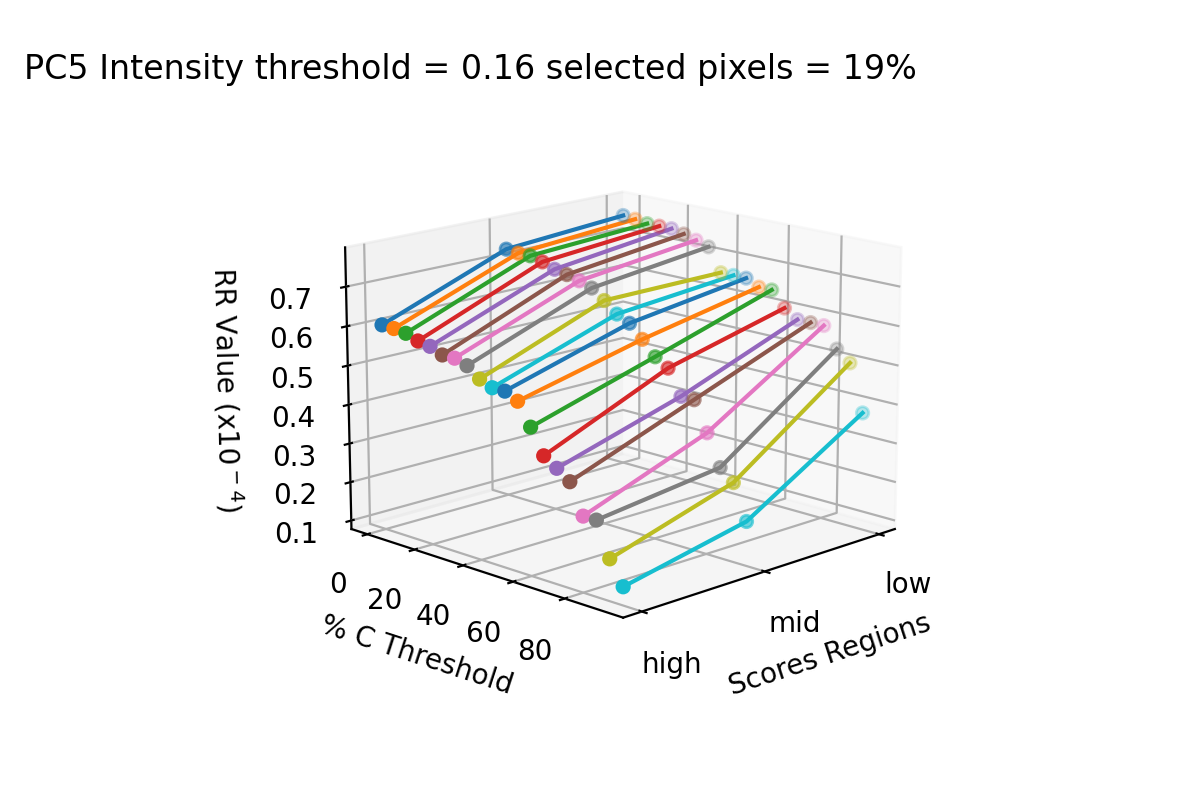 PC5 Intensity threshold = 0.16 selected pixels = 19%
RR Value (x10⁻⁴)
0.7
0.6
0.5
0.4
0.3
0.2
0.1
0
20
40
60
80
% C Threshold
high
mid
low
Scores Regions